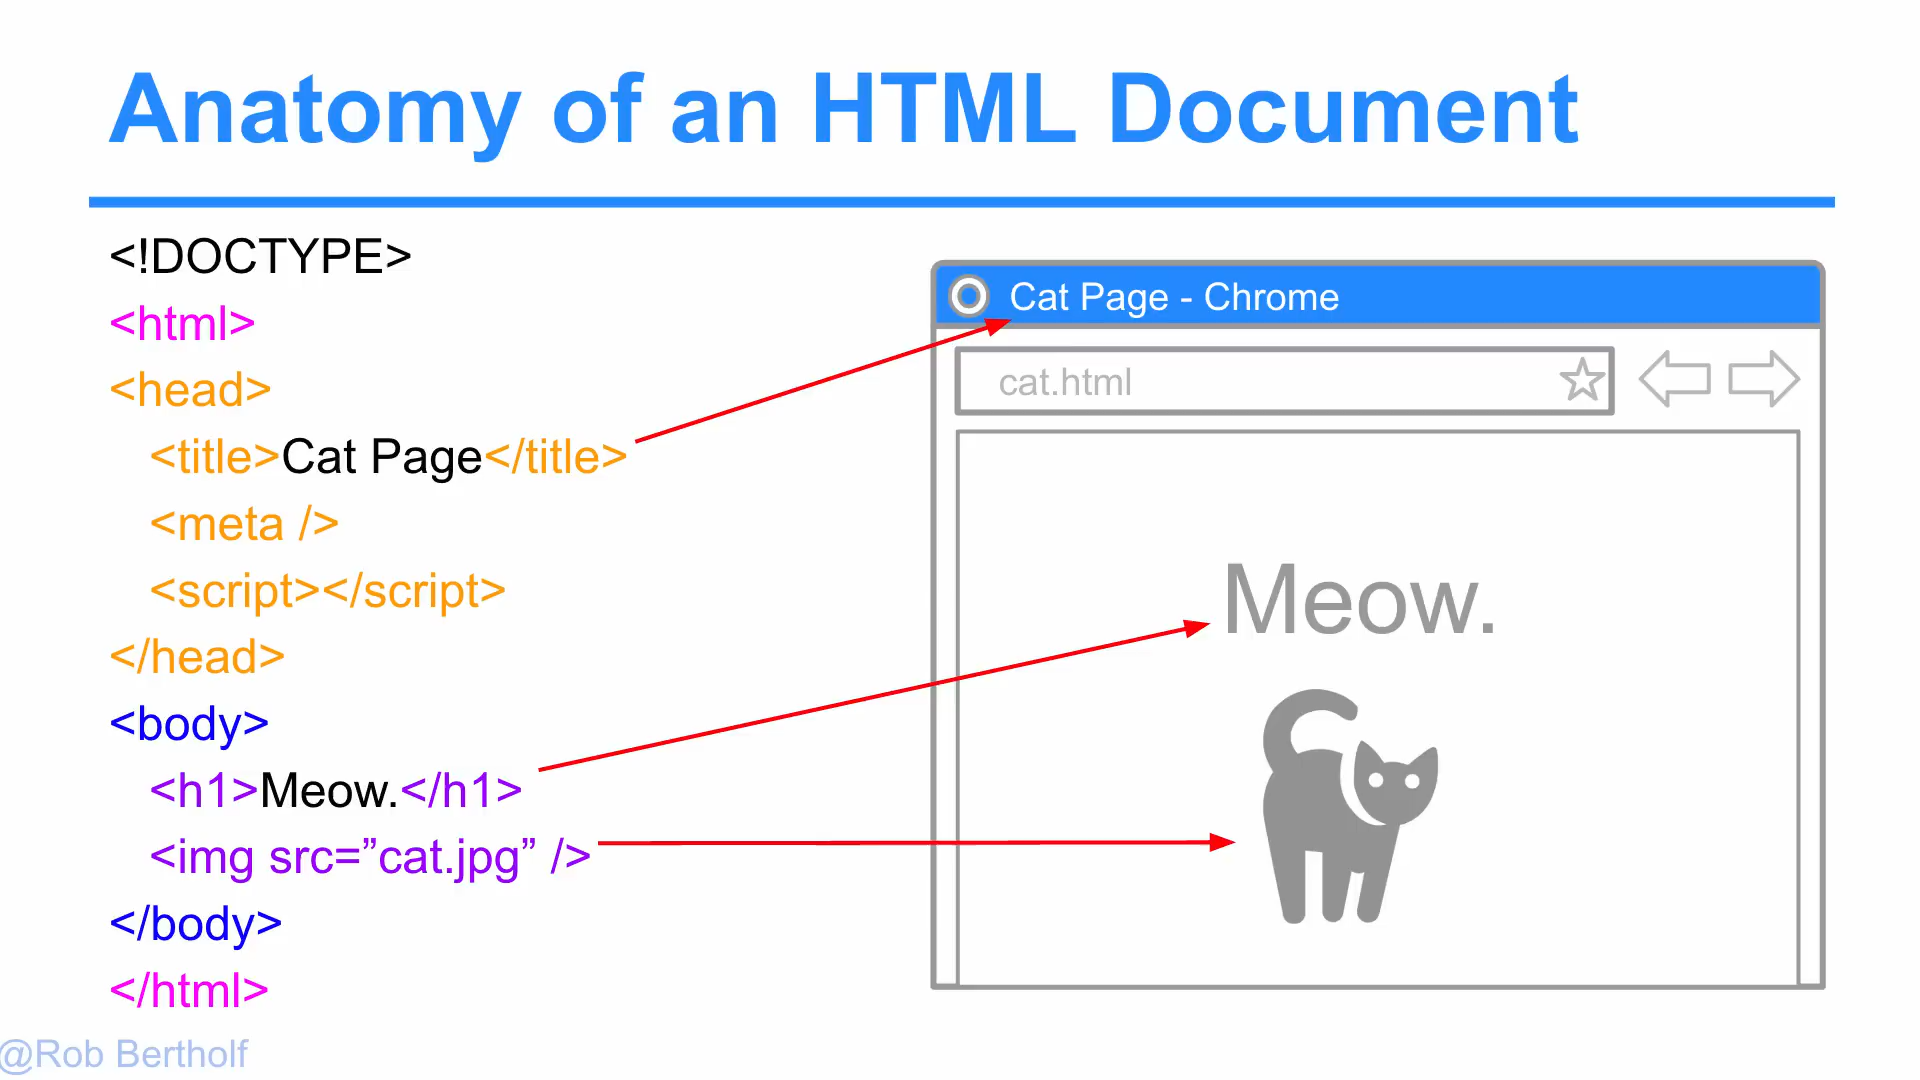 Anatomy of an HTML Document
<!DOCTYPE>
<html>
<head>
<title>Cat Page</title>
<meta />
<script></script>
</head>
<body>
<h1>Meow.</h1>
<img src=”cat.jpg” />
</body>
</html>
Cat Page - Chrome
cat.html
Meow.
@Rob Bertholf